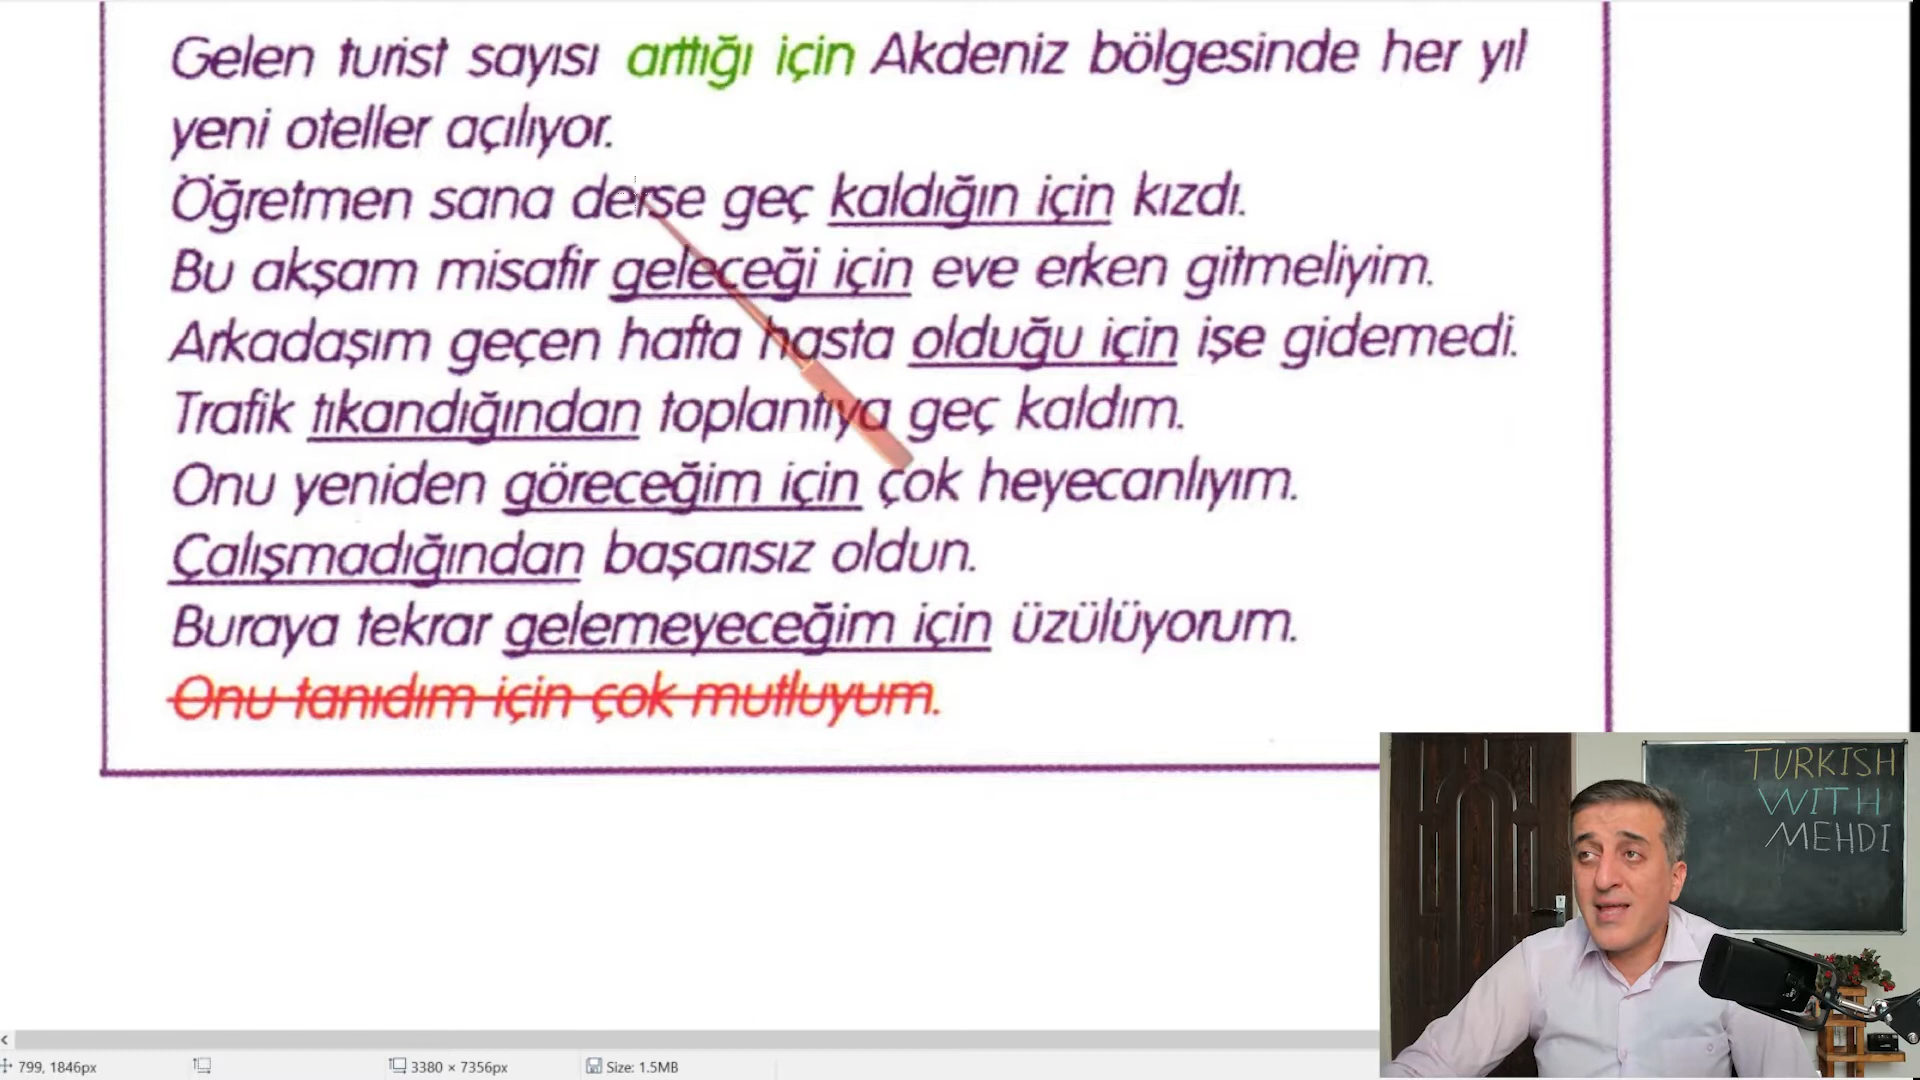 Gelen turist sayısı arttığı için Akdeniz bölgesinde her yıl
yeni oteller açılıyor.
Öğretmen sana derse geç kaldığın için kızdı.
Bu akşam misafir geleceği için eve erken gitmeliyim.
Arkadaşım geçen hafta hasta olduğu için işe gidemedi.
Trafik tıkandığından toplantıya geç kaldım.
Onu yeniden göreceğim için çok heyecanlıyım.
Çalışmadığından başarısız oldun.
Buraya tekrar gelemeyeceğim için üzülüyorum.
Onu tanıdım için çok mutluyum.
TURKISH
WITH
MEHDI
799, 1846px
3380 × 7356px
Size: 1.5MB